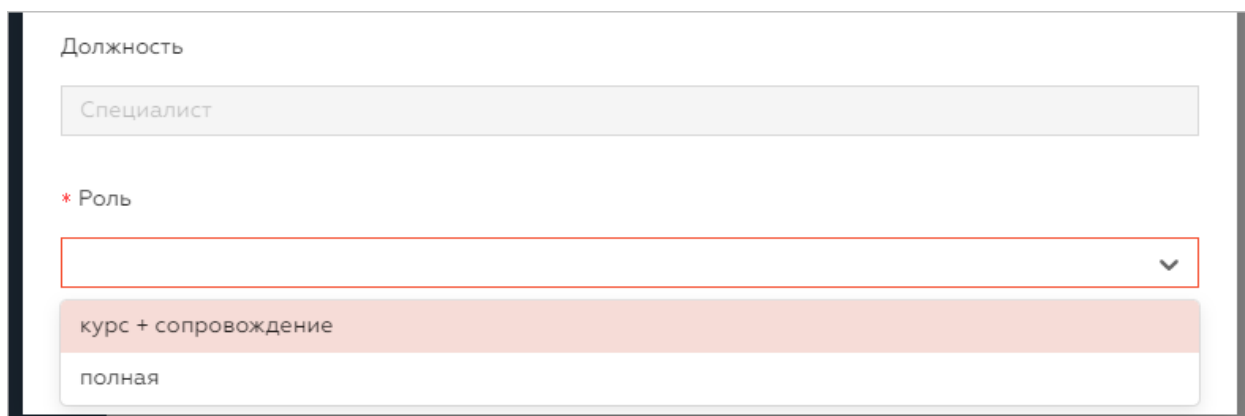 Должность
Специалист
* Роль
курс + сопровождение
полная